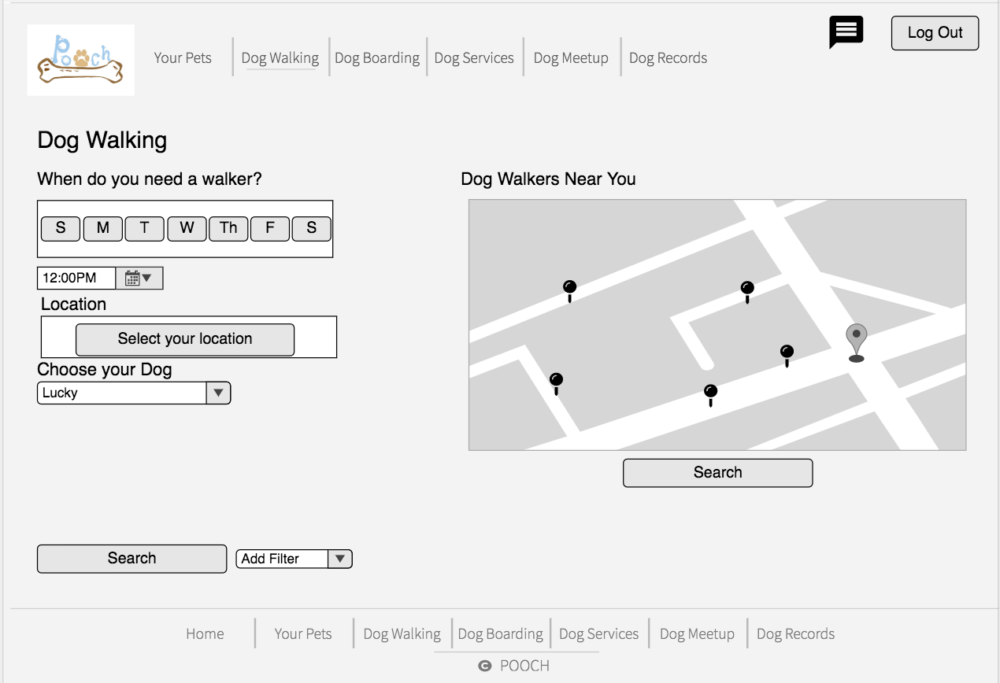 Pooch
Your Pets Dog Walking Dog Boarding Dog Services Dog Meetup Dog Records
Log Out
Dog Walking
When do you need a walker?
S M T W Th F S
12:00PM
Location
Select your location
Choose your Dog
Lucky
Dog Walkers Near You
Search
Search Add Filter
Home Your Pets Dog Walking Dog Boarding Dog Services Dog Meetup Dog Records
© POOCH